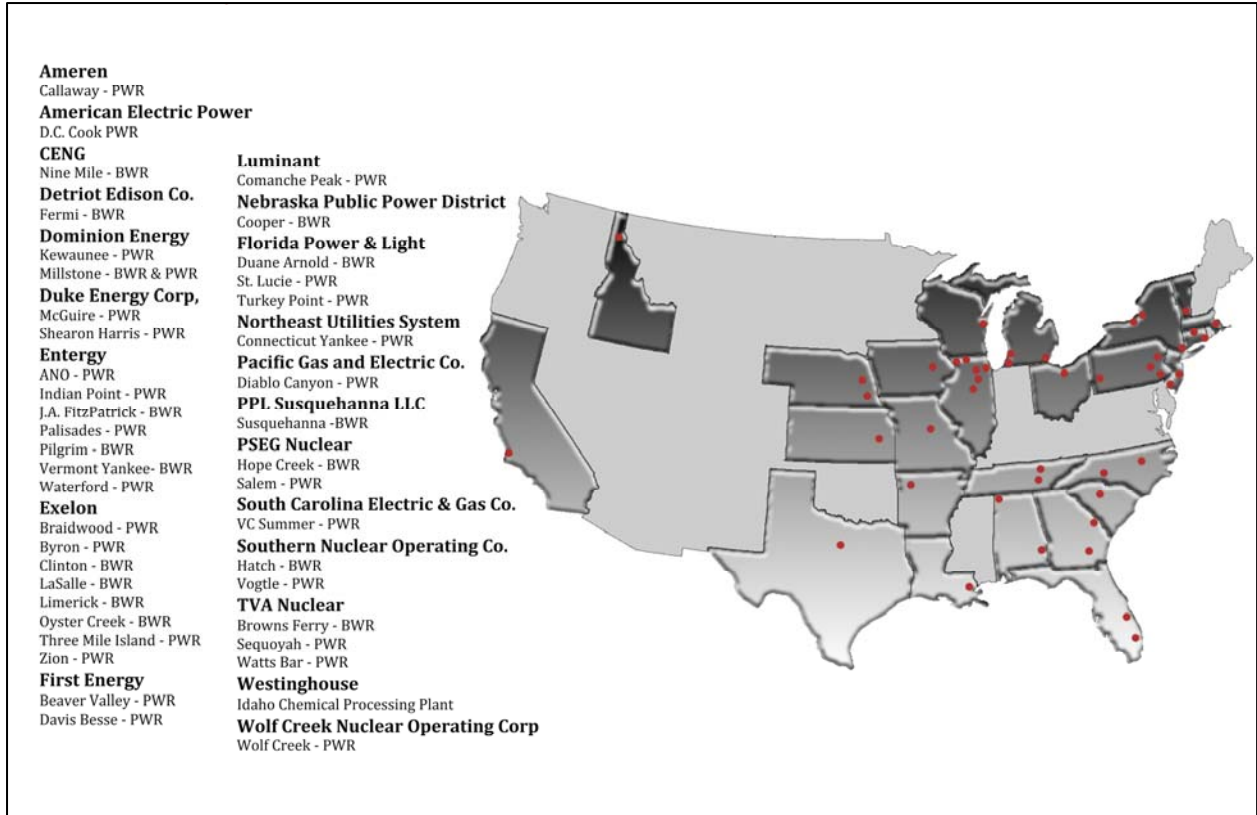 Ameren
Callaway - PWR
American Electric Power
D.C. Cook PWR
CENG
Nine Mile - BWR
Detriot Edison Co.
Fermi - BWR
Dominion Energy
Kewaunee - PWR
Millstone - BWR & PWR
Duke Energy Corp,
McGuire - PWR
Shearon Harris - PWR
Entergy
ANO - PWR
Indian Point - PWR
J.A. FitzPatrick - BWR
Palisades - PWR
Pilgrim - BWR
Vermont Yankee- BWR
Waterford - PWR
Exelon
Braidwood - PWR
Byron - PWR
Clinton - BWR
LaSalle - BWR
Limerick - BWR
Oyster Creek - BWR
Three Mile Island - PWR
Zion - PWR
First Energy
Beaver Valley - PWR
Davis Besse - PWR
Luminant
Comanche Peak - PWR
Nebraska Public Power District
Cooper - BWR
Florida Power & Light
Duane Arnold - BWR
St. Lucie - PWR
Turkey Point - PWR
Northeast Utilities System
Connecticut Yankee - PWR
Pacific Gas and Electric Co.
Diablo Canyon - PWR
PPL Susquehanna LLC
Susquehanna -BWR
PSEG Nuclear
Hope Creek - BWR
Salem - PWR
South Carolina Electric & Gas Co.
VC Summer - PWR
Southern Nuclear Operating Co.
Hatch - BWR
Vogtle - PWR
TVA Nuclear
Browns Ferry - BWR
Sequoyah - PWR
Watts Bar - PWR
Westinghouse
Idaho Chemical Processing Plant
Wolf Creek Nuclear Operating Corp
Wolf Creek - PWR